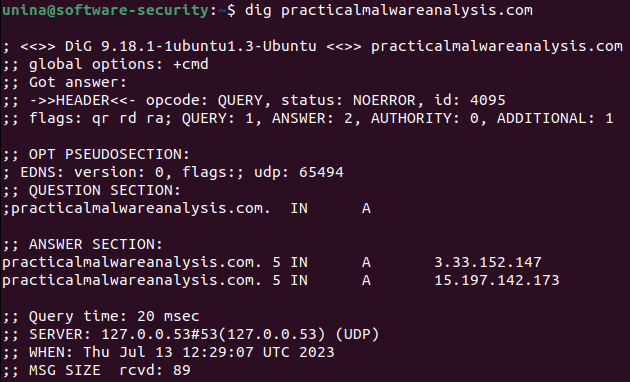 unina@software-security:~$ dig practicalmalwareanalysis.com
; <<>> DiG 9.18.1-1ubuntu1.3-Ubuntu <<>> practicalmalwareanalysis.com
;; global options: +cmd
;; Got answer:
;; ->>HEADER<<- opcode: QUERY, status: NOERROR, id: 4095
;; flags: qr rd ra; QUERY: 1, ANSWER: 2, AUTHORITY: 0, ADDITIONAL: 1
;; OPT PSEUDOSECTION:
; EDNS: version: 0, flags:; udp: 65494
;; QUESTION SECTION:
;practicalmalwareanalysis.com. IN A
;; ANSWER SECTION:
practicalmalwareanalysis.com. 5 IN A 3.33.152.147
practicalmalwareanalysis.com. 5 IN A 15.197.142.173
;; Query time: 20 msec
;; SERVER: 127.0.0.53#53(127.0.0.53) (UDP)
;; WHEN: Thu Jul 13 12:29:07 UTC 2023
;; MSG SIZE rcvd: 89